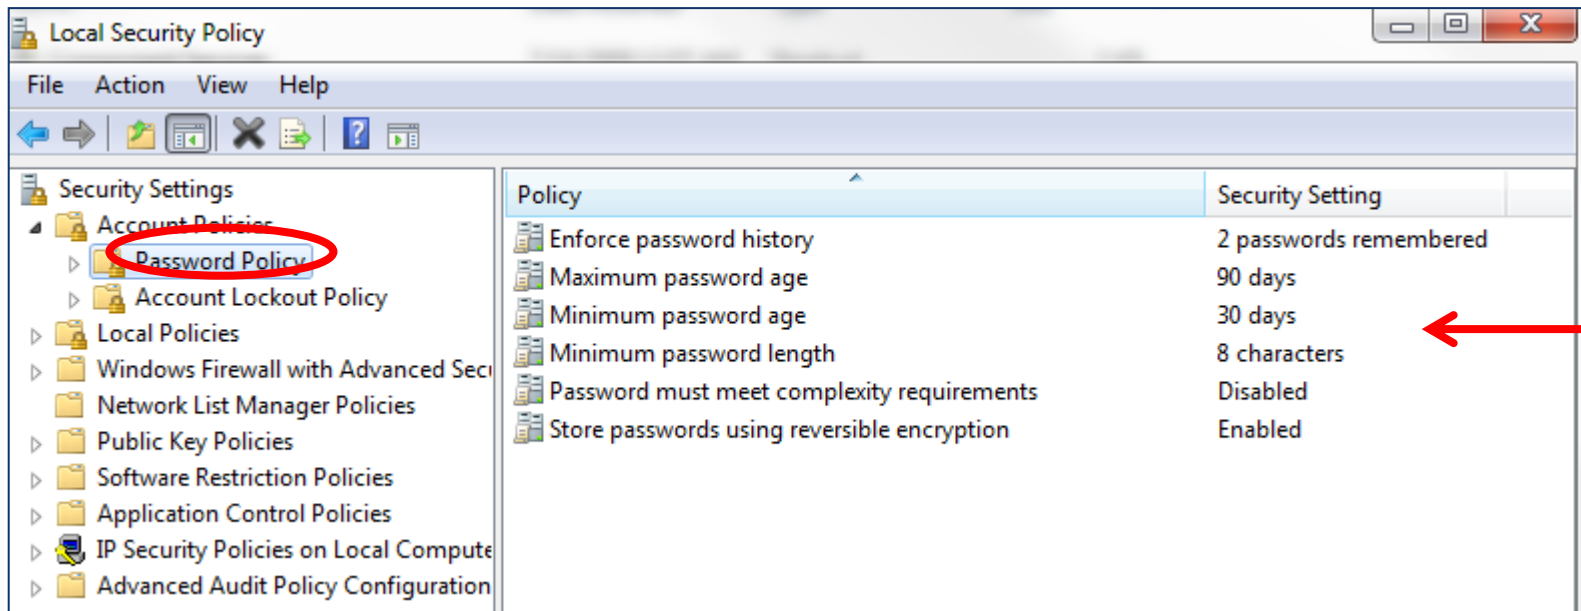 Local Security Policy
File Action View Help
Security Settings
Account Policies
Password Policy
Account Lockout Policy
Local Policies
Windows Firewall with Advanced Secu
Network List Manager Policies
Public Key Policies
Software Restriction Policies
Application Control Policies
IP Security Policies on Local Compute
Advanced Audit Policy Configuration
Policy Security Setting
Enforce password history 2 passwords remembered
Maximum password age 90 days
Minimum password age 30 days
Minimum password length 8 characters
Password must meet complexity requirements Disabled
Store passwords using reversible encryption Enabled